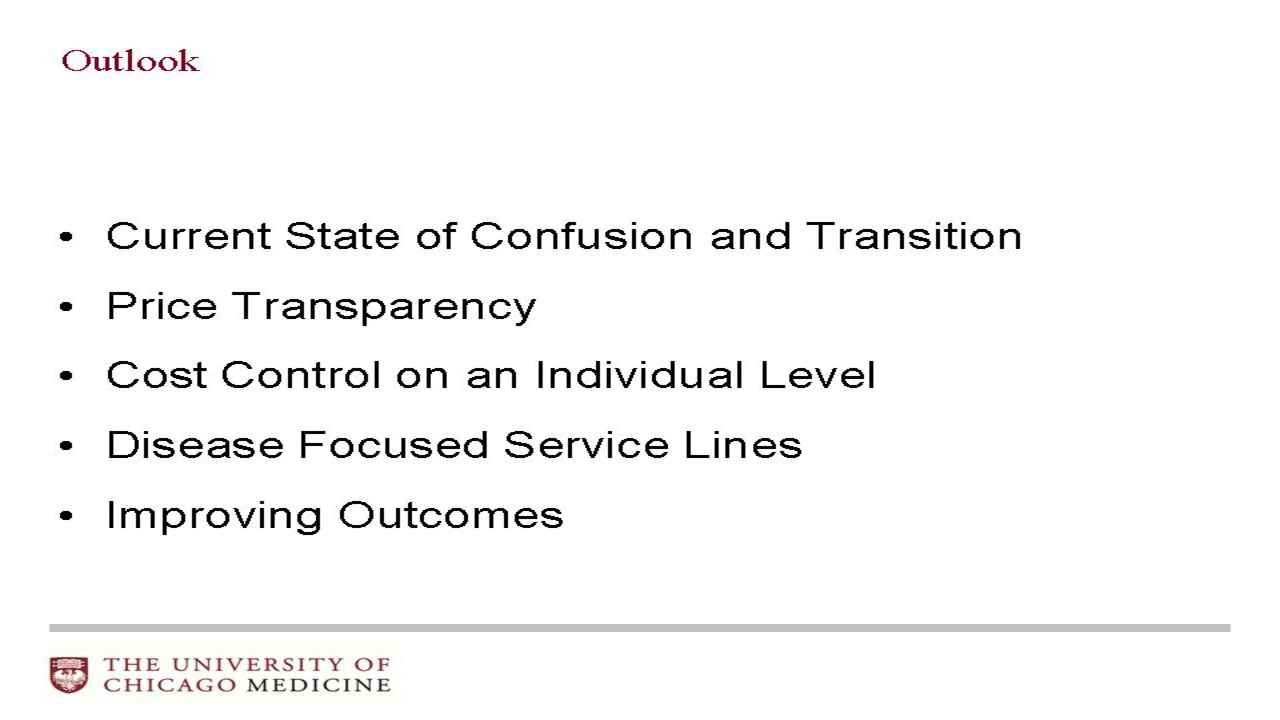 Outlook
• Current State of Confusion and Transition
• Price Transparency
• Cost Control on an Individual Level
• Disease Focused Service Lines
• Improving Outcomes
THE UNIVERSITY OF
CHICAGO MEDICINE